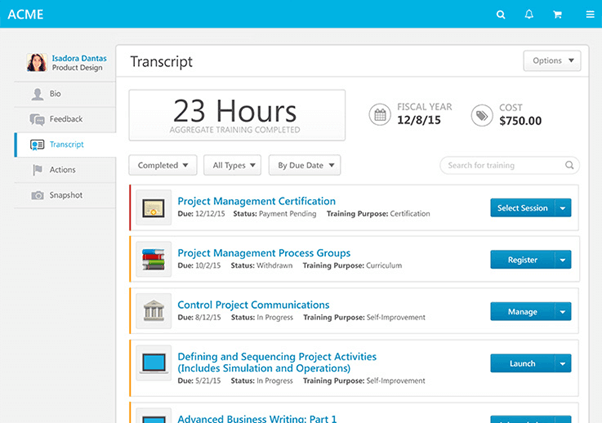 ACME
Isadora Dantas
Product Design
Bio
Feedback
Transcript
Actions
Snapshot
Transcript
Options
23 Hours
AGGREGATE TRAINING COMPLETED
FISCAL YEAR
12/8/15
COST
$750.00
Completed
All Types
By Due Date
Search for training
Project Management Certification
Due: 12/12/15 Status: Payment Pending Training Purpose: Certification
Select Session
Project Management Process Groups
Due: 10/2/15 Status: Withdrawn Training Purpose: Curriculum
Register
Control Project Communications
Due: 8/12/15 Status: In Progress Training Purpose: Self-Improvement
Manage
Defining and Sequencing Project Activities
(Includes Simulation and Operations)
Due: 5/21/15 Status: In Progress Training Purpose: Self-Improvement
Launch
Advanced Business Writing: Part 1